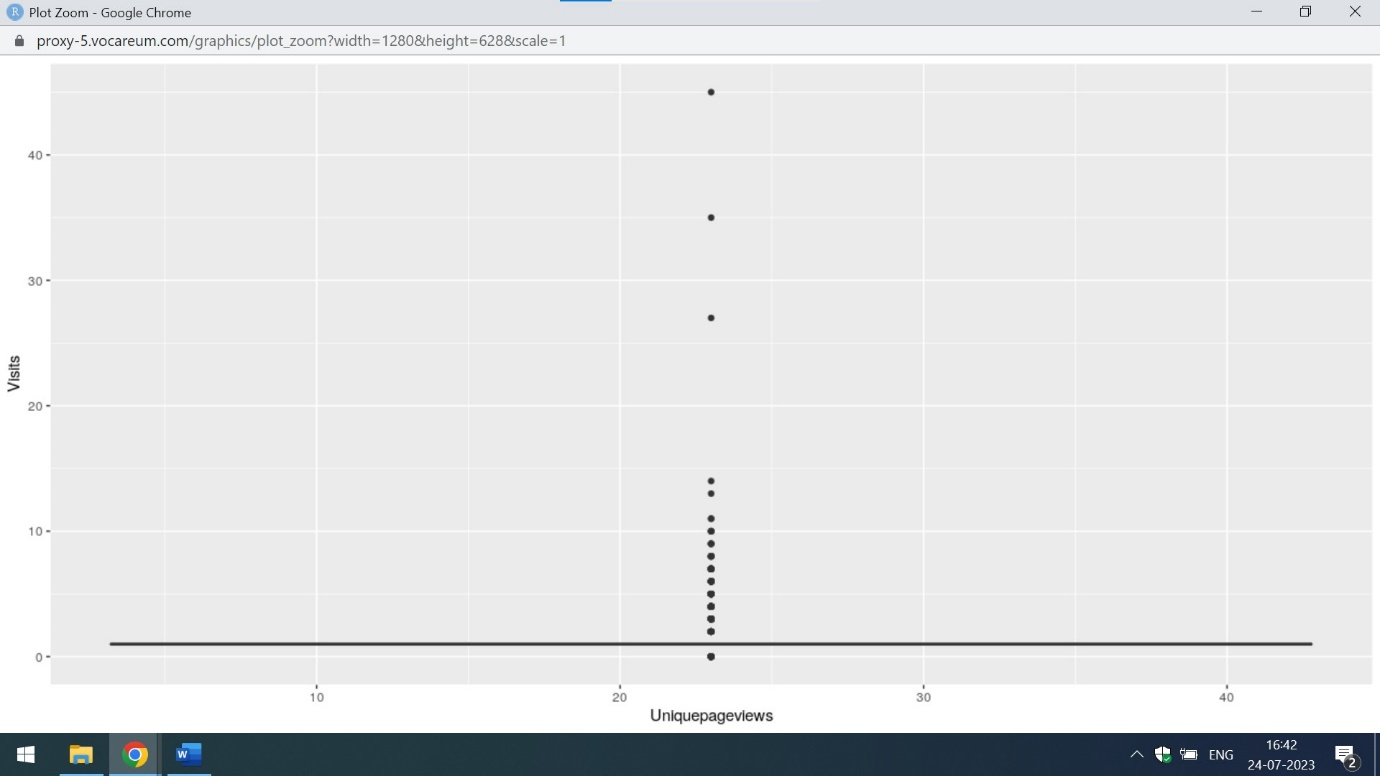 R Plot Zoom - Google Chrome
proxy-5.vocareum.com/graphics/plot_zoom?width=1280&height=628&scale=1
40
30
20
10
0
Visits
10 20 30 40
Uniquepageviews
W
ENG
16:42
24-07-2023
2